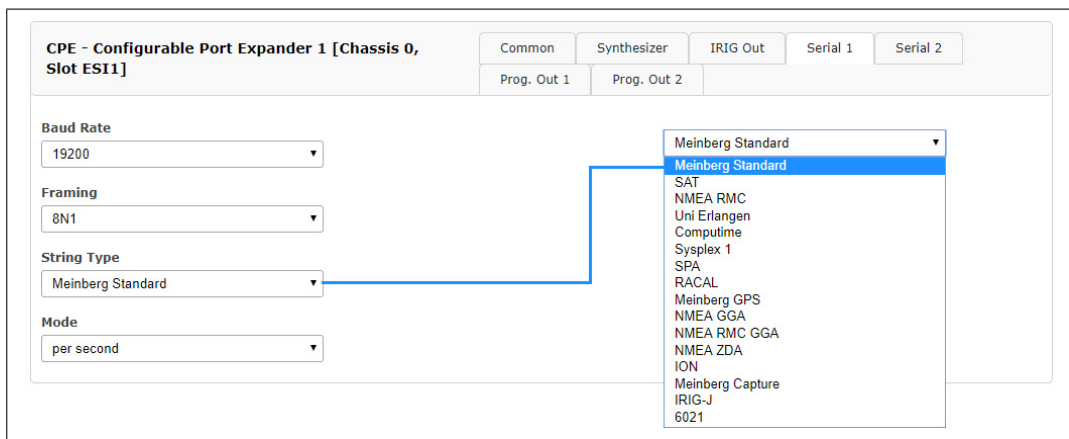 CPE - Configurable Port Expander 1 [Chassis 0,
Slot ESI1]
Common
Synthesizer
IRIG Out
Serial 1
Serial 2
Prog. Out 1
Prog. Out 2
Baud Rate
19200
Framing
8N1
String Type
Meinberg Standard
Mode
per second
Meinberg Standard
Meinberg Standard
SAT
NMEA RMC
Uni Erlangen
Computime
Sysplex 1
SPA
RACAL
Meinberg GPS
NMEA GGA
NMEA RMC GGA
NMEA ZDA
ION
Meinberg Capture
IRIG-J
6021